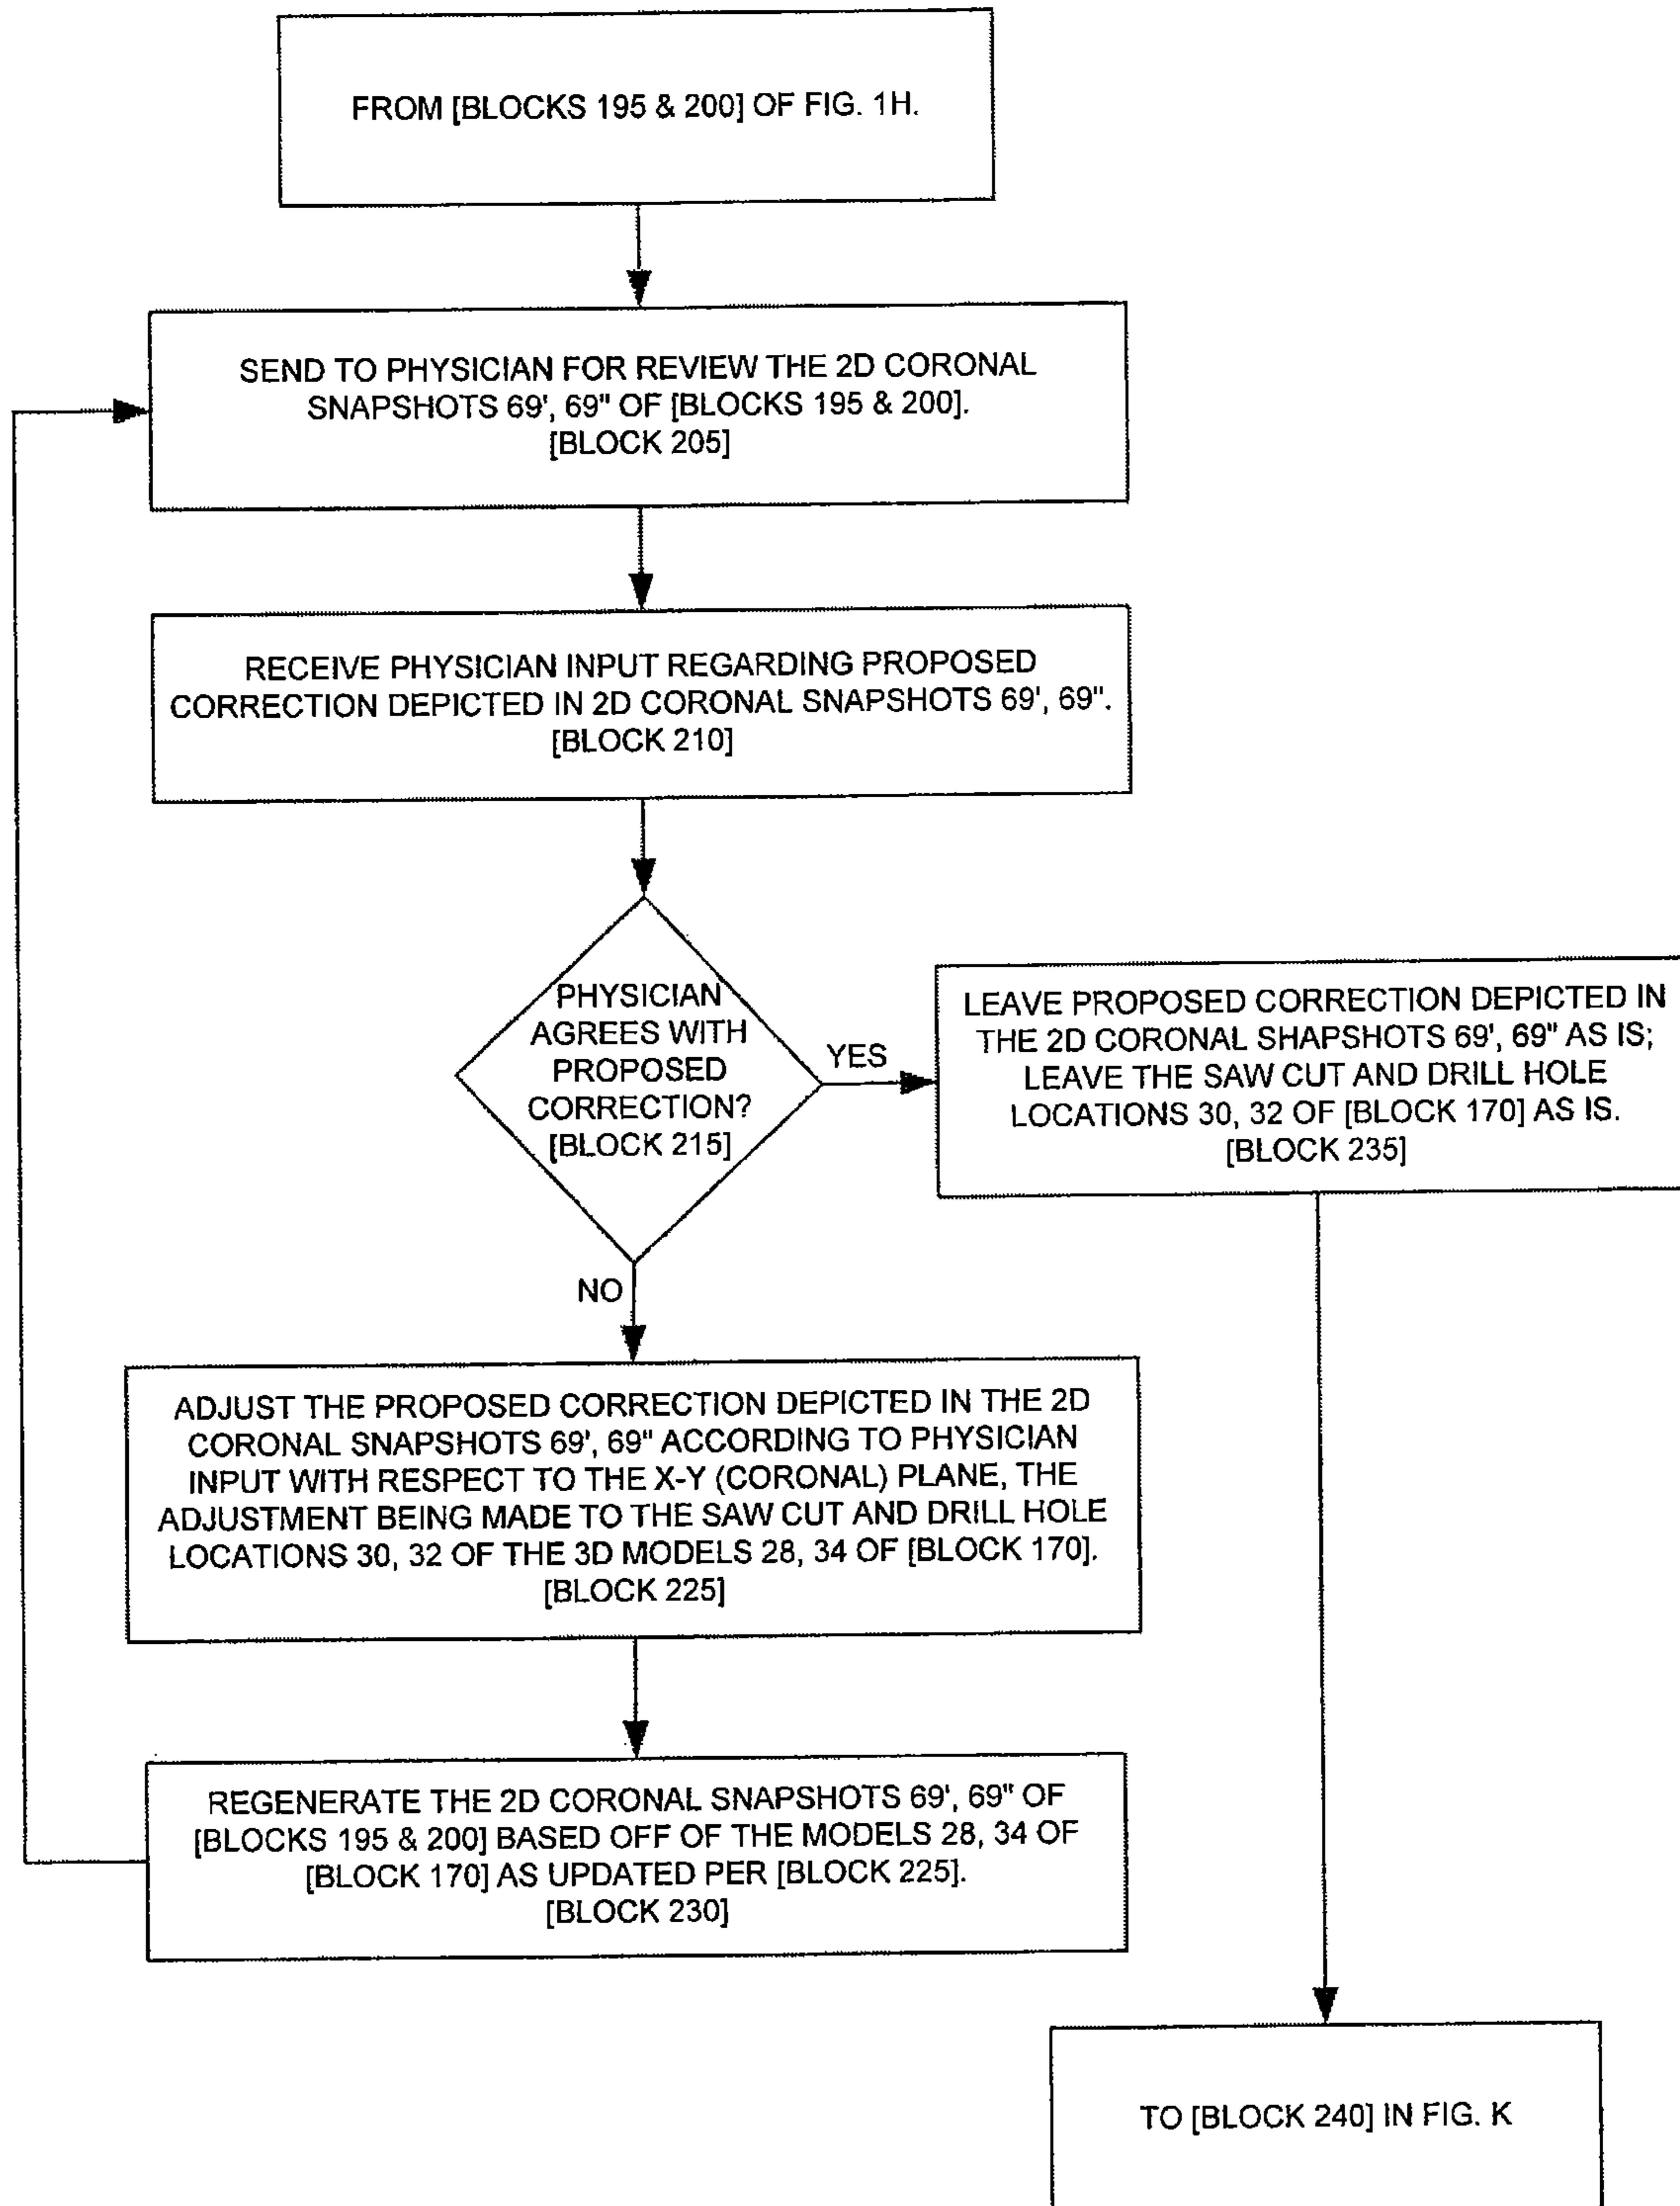 FROM [BLOCKS 195 & 200] OF FIG. 1H.
SEND TO PHYSICIAN FOR REVIEW THE 2D CORONAL
SNAPSHOTS 69', 69" OF [BLOCKS 195 & 200].
[BLOCK 205]
RECEIVE PHYSICIAN INPUT REGARDING PROPOSED
CORRECTION DEPICTED IN 2D CORONAL SNAPSHOTS 69', 69".
[BLOCK 210]
PHYSICIAN
AGREES WITH
PROPOSED
CORRECTION?
[BLOCK 215]
YES
LEAVE PROPOSED CORRECTION DEPICTED IN
THE 2D CORONAL SHAPSHOTS 69', 69" AS IS;
LEAVE THE SAW CUT AND DRILL HOLE
LOCATIONS 30, 32 OF [BLOCK 170] AS IS.
[BLOCK 235]
NO
ADJUST THE PROPOSED CORRECTION DEPICTED IN THE 2D
CORONAL SNAPSHOTS 69', 69" ACCORDING TO PHYSICIAN
INPUT WITH RESPECT TO THE X-Y (CORONAL) PLANE, THE
ADJUSTMENT BEING MADE TO THE SAW CUT AND DRILL HOLE
LOCATIONS 30, 32 OF THE 3D MODELS 28, 34 OF [BLOCK 170].
[BLOCK 225]
REGENERATE THE 2D CORONAL SNAPSHOTS 69', 69" OF
[BLOCKS 195 & 200] BASED OFF OF THE MODELS 28, 34 OF
[BLOCK 170] AS UPDATED PER [BLOCK 225].
[BLOCK 230]
TO [BLOCK 240] IN FIG. K